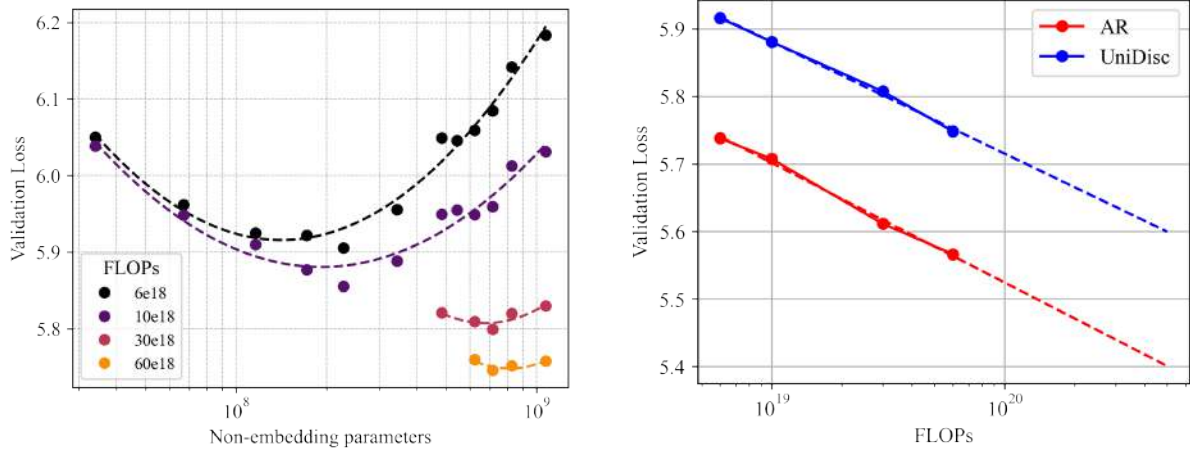 6.2
6.1
6.0
5.9
5.8
Validation Loss
FLOPs
6e18
10e18
30e18
60e18
10^8
10^9
Non-embedding parameters
5.9
5.8
5.7
5.6
5.5
5.4
Validation Loss
AR
UniDisc
10^19
10^20
FLOPs